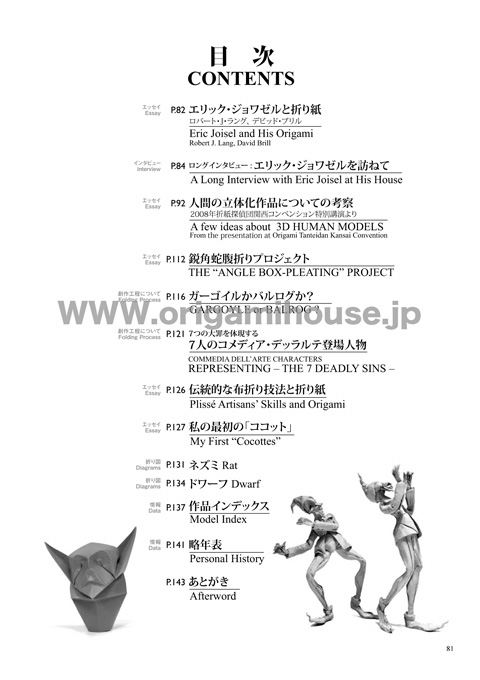 目 次
CONTENTS
エッセイ
Essay
P.82 エリック・ジョワゼルと折り紙
ロバート・J・ラング、デビッド・ブリル
Eric Joisel and His Origami
Robert J. Lang, David Brill
インタビュー
Interview
P.84 ロングインタビュー：エリック・ジョワゼルを訪ねて
A Long Interview with Eric Joisel at His House
エッセイ
Essay
P.92 人間の立体化作品についての考察
2008年折紙探偵団関西コンベンション特別講演より
A few ideas about 3D HUMAN MODELS
From the presentation at Origami Tanteidan Kansai Convention
エッセイ
Essay
P.112 鋭角蛇腹折りプロジェクト
THE “ANGLE BOX-PLEATING” PROJECT
創作工程について
Folding Process
P.116 ガーゴイルかバルログか？
GARGOYLE or BALROG ?
www.origamihouse.jp
創作工程について
Folding Process
P.121 7つの大罪を体現する
7人のコメディア・デッラルテ登場人物
COMMEDIA DELL'ARTE CHARACTERS
REPRESENTING – THE 7 DEADLY SINS –
エッセイ
Essay
P.126 伝統的な布折り技法と折り紙
Plissé Artisans’ Skills and Origami
エッセイ
Essay
P.127 私の最初の「ココット」
My First “Cocottes”
折り図
Diagrams
P.131 ネズミ Rat
折り図
Diagrams
P.134 ドワーフ Dwarf
情報
Data
P.137 作品インデックス
Model Index
情報
Data
P.141 略年表
Personal History
P.143 あとがき
Afterword
81